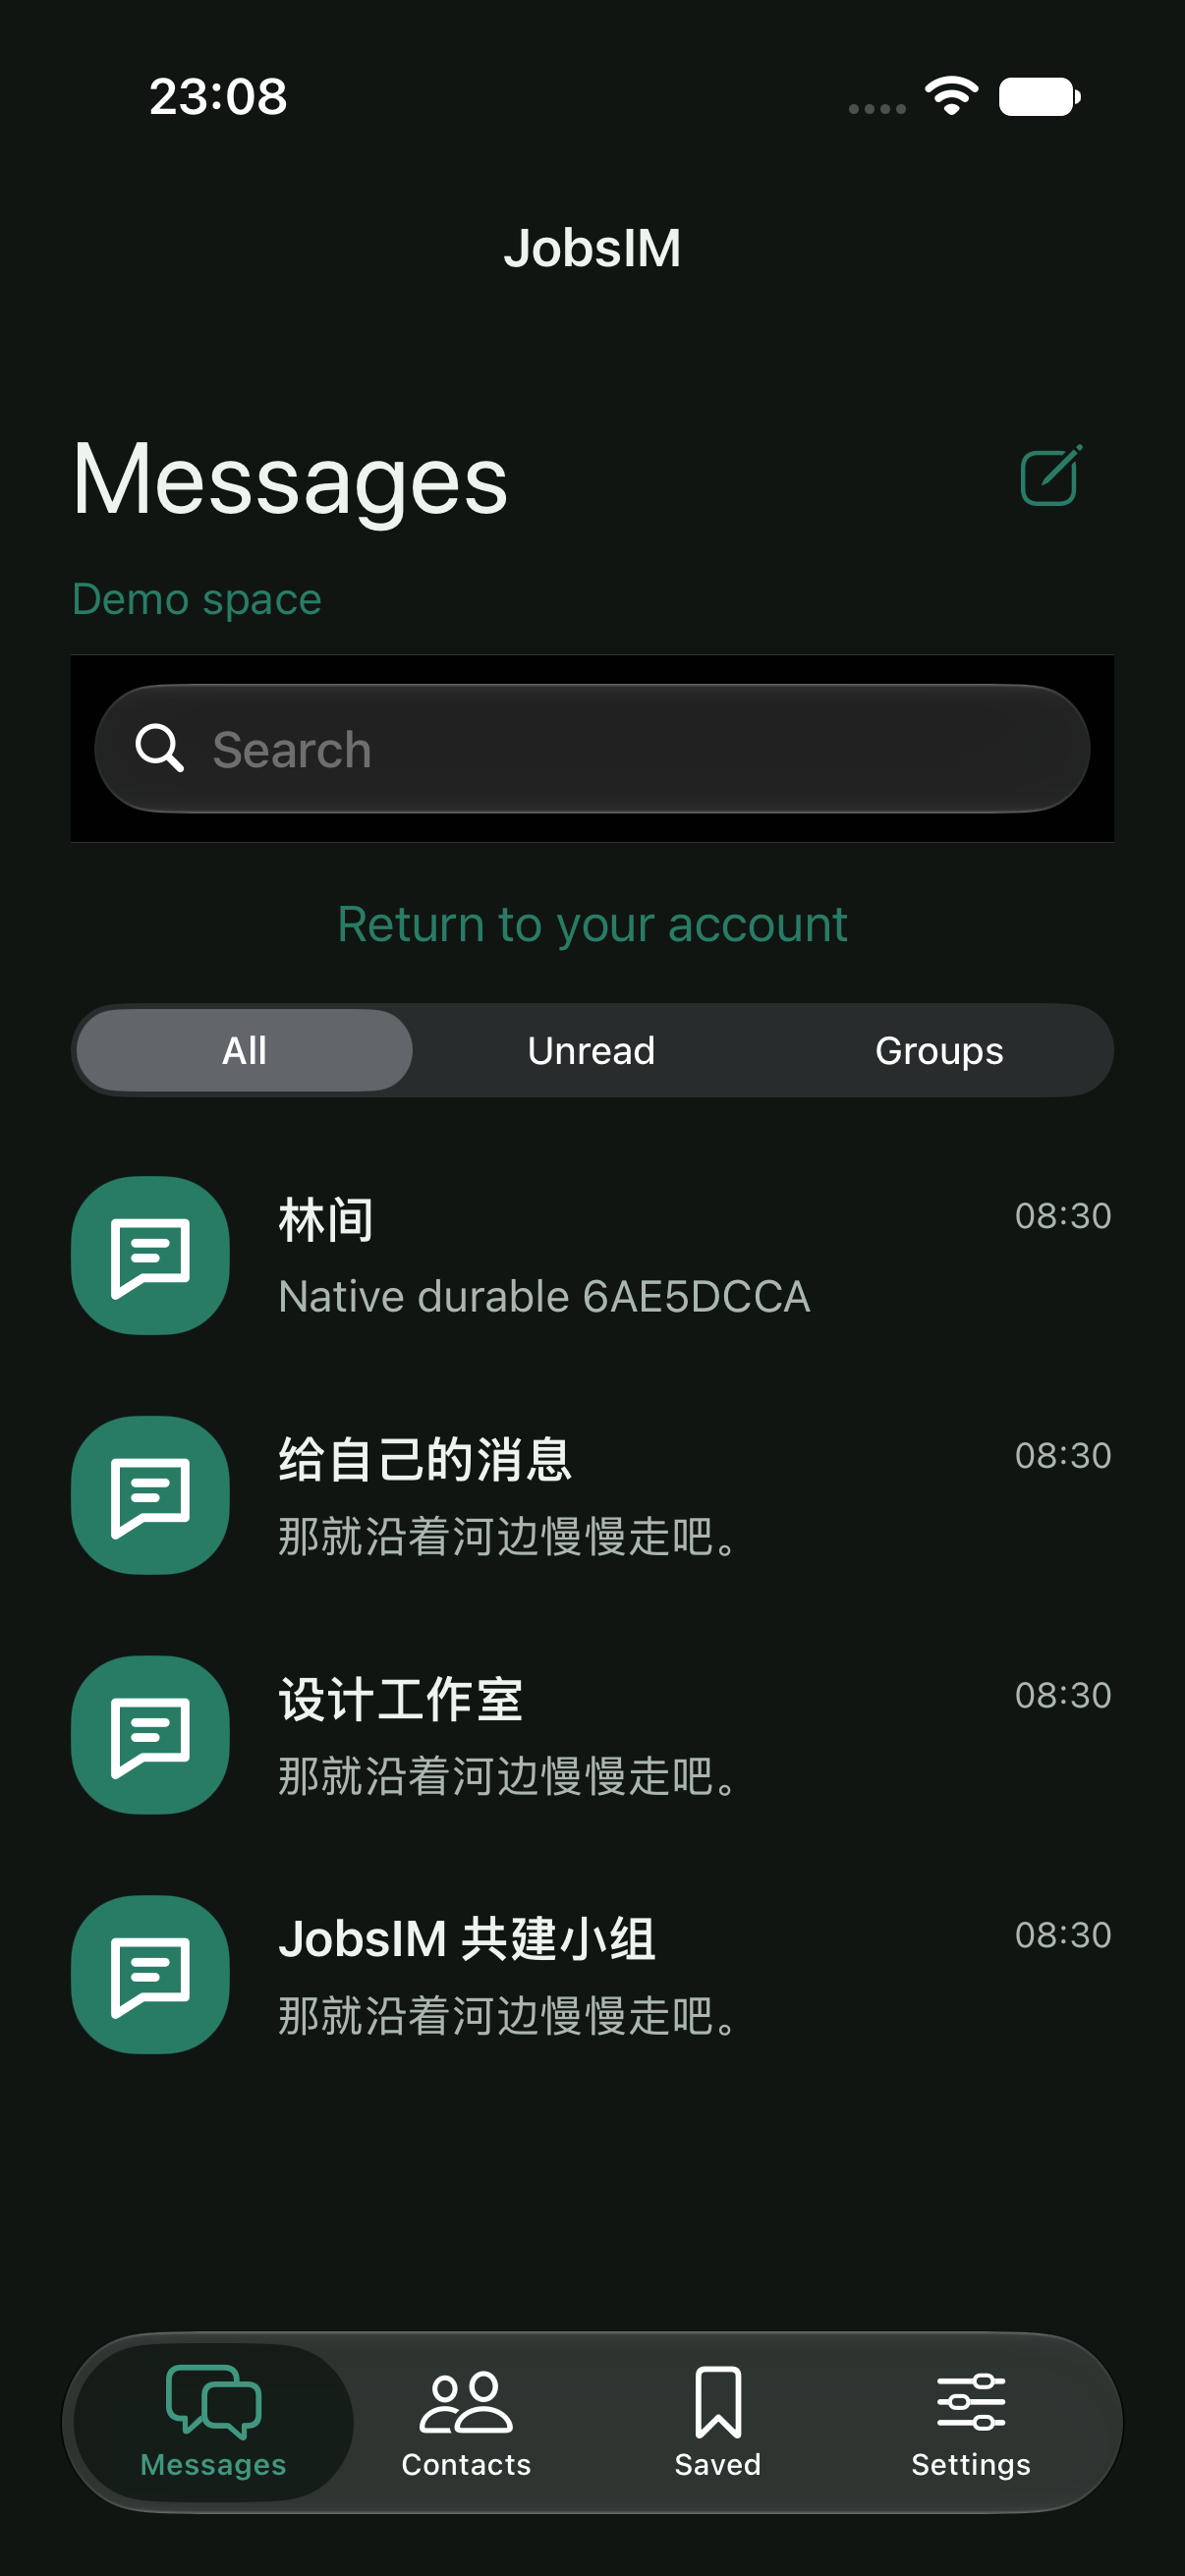 23:08
JobsIM
Messages
Demo space
Search
Return to your account
All Unread Groups
林间 08:30
Native durable 6AE5DCCA
给自己的消息 08:30
那就沿着河边慢慢走吧。
设计工作室 08:30
那就沿着河边慢慢走吧。
JobsIM 共建小组 08:30
那就沿着河边慢慢走吧。
Messages Contacts Saved Settings